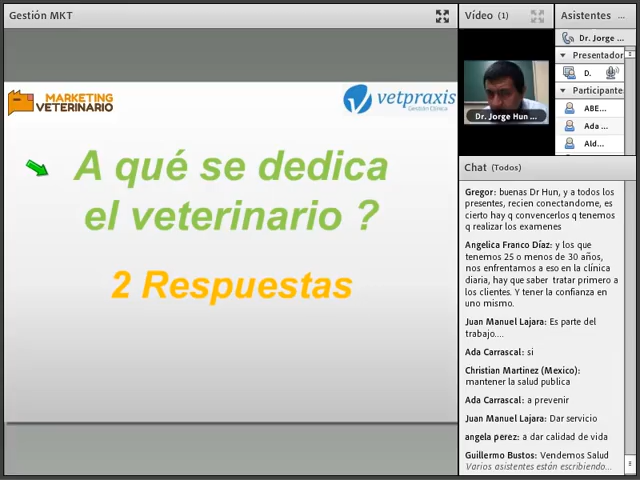 Gestión MKT
MARKETING
VETERINARIO
vetpraxis
Gestión Clínica
A qué se dedica
el veterinario ?
2 Respuestas
Vídeo (1)
Dr. Jorge Hun ...
Asistentes ...
Dr. Jorge ...
Presentador
D.
Participante
ABE...
Ada ...
Ald...
Chat (Todos)
Gregor: buenas Dr Hun, y a todos los
presentes, recien conectandome, es
cierto hay q convencerlos q tenemos
q realizar los examenes
Angelica Franco Díaz: y los que
tenemos 25 o menos de 30 años,
nos enfrentamos a eso en la clínica
diaria, hay que saber tratar primero a
los clientes. Y tener la confianza en
uno mismo.
Juan Manuel Lajara: Es parte del
trabajo....
Ada Carrascal: si
Christian Martinez (Mexico):
mantener la salud publica
Ada Carrascal: a prevenir
Juan Manuel Lajara: Dar servicio
angela perez: a dar calidad de vida
Guillermo Bustos: Vendemos Salud
Varios asistentes están escribiendo...